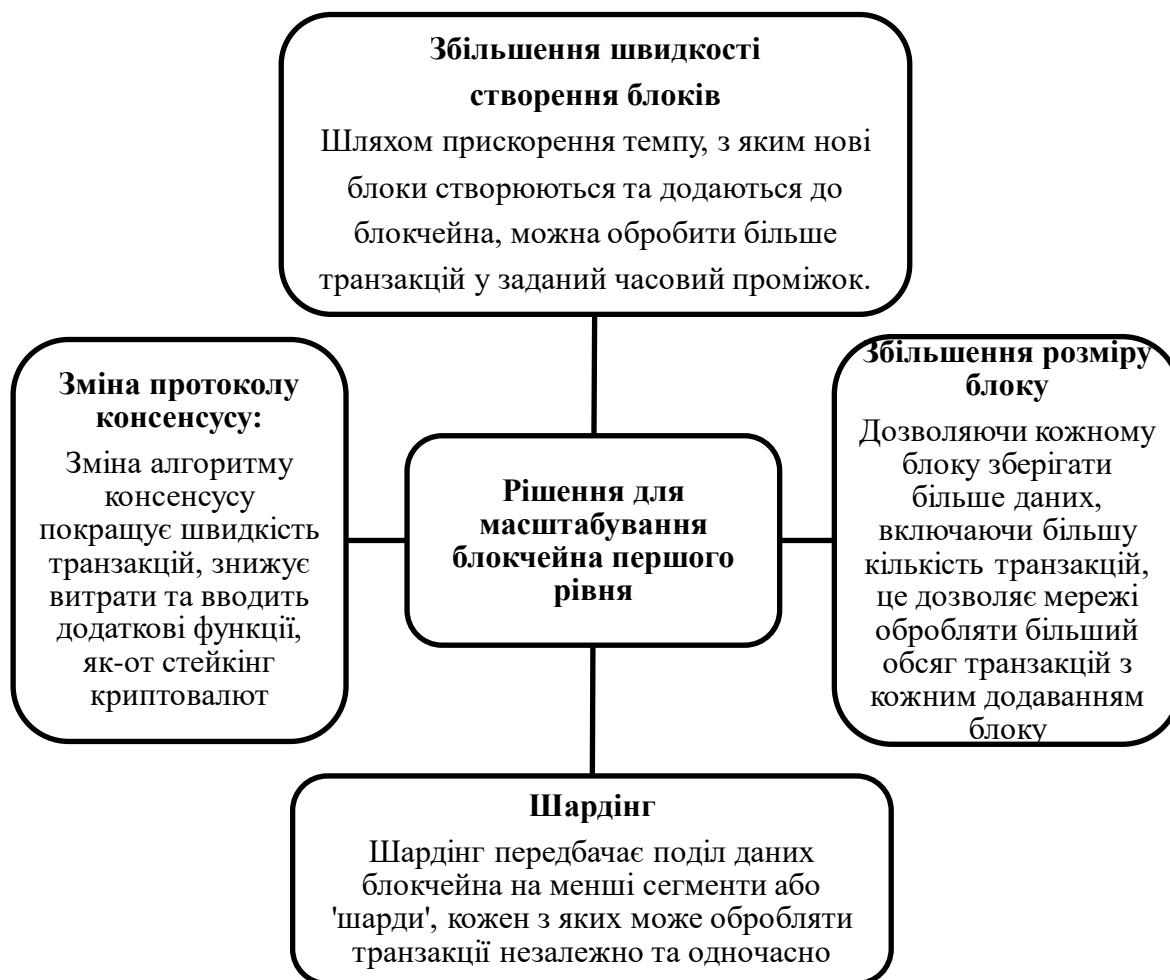 Збільшення швидкості
створення блоків
Шляхом прискорення темпу, з яким нові
блоки створюються та додаються до
блокчейна, можна обробити більше
транзакцій у заданий часовий проміжок.
Зміна протоколу
консенсусу:
Зміна алгоритму
консенсусу
покращує швидкість
транзакцій, знижує
витрати та вводить
додаткові функції,
як-от стейкінг
криптовалют
Рішення для
масштабування
блокчейна першого
рівня
Збільшення розміру
блоку
Дозволяючи кожному
блоку зберігати
більше даних,
включаючи більшу
кількість транзакцій,
це дозволяє мережі
обробляти більший
обсяг транзакцій з
кожним додаванням
блоку
Шардінг
Шардінг передбачає поділ даних
блокчейна на менші сегменти або
'шарди', кожен з яких може обробляти
транзакції незалежно та одночасно